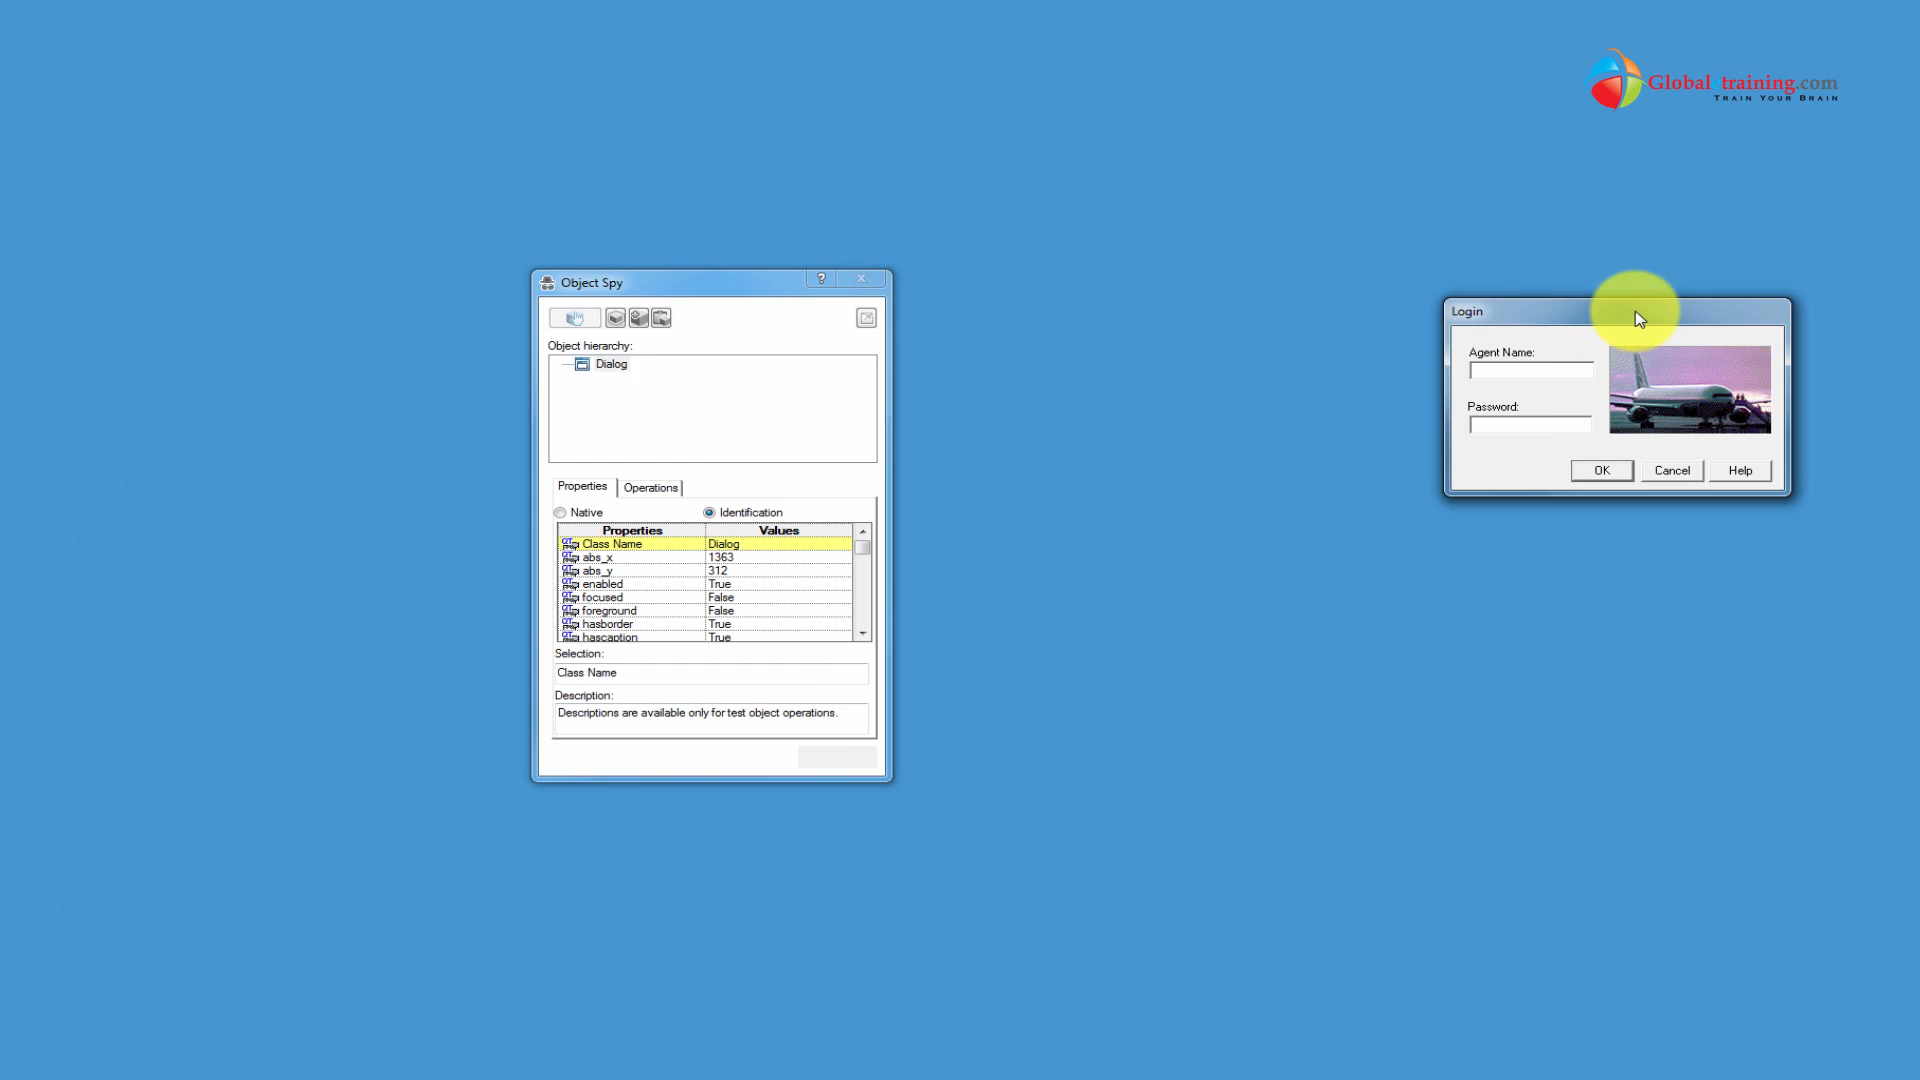 Global training.com
TRAIN YOUR BRAIN
Object Spy
?
Object hierarchy:
Dialog
Properties
Operations
Native
Identification
Properties Values
Class Name Dialog
abs_x 1363
abs_y 312
enabled True
focused False
foreground False
hasborder True
hascaption True
Selection:
Class Name
Description:
Descriptions are available only for test object operations.
Login
Agent Name:
Password:
OK
Cancel
Help